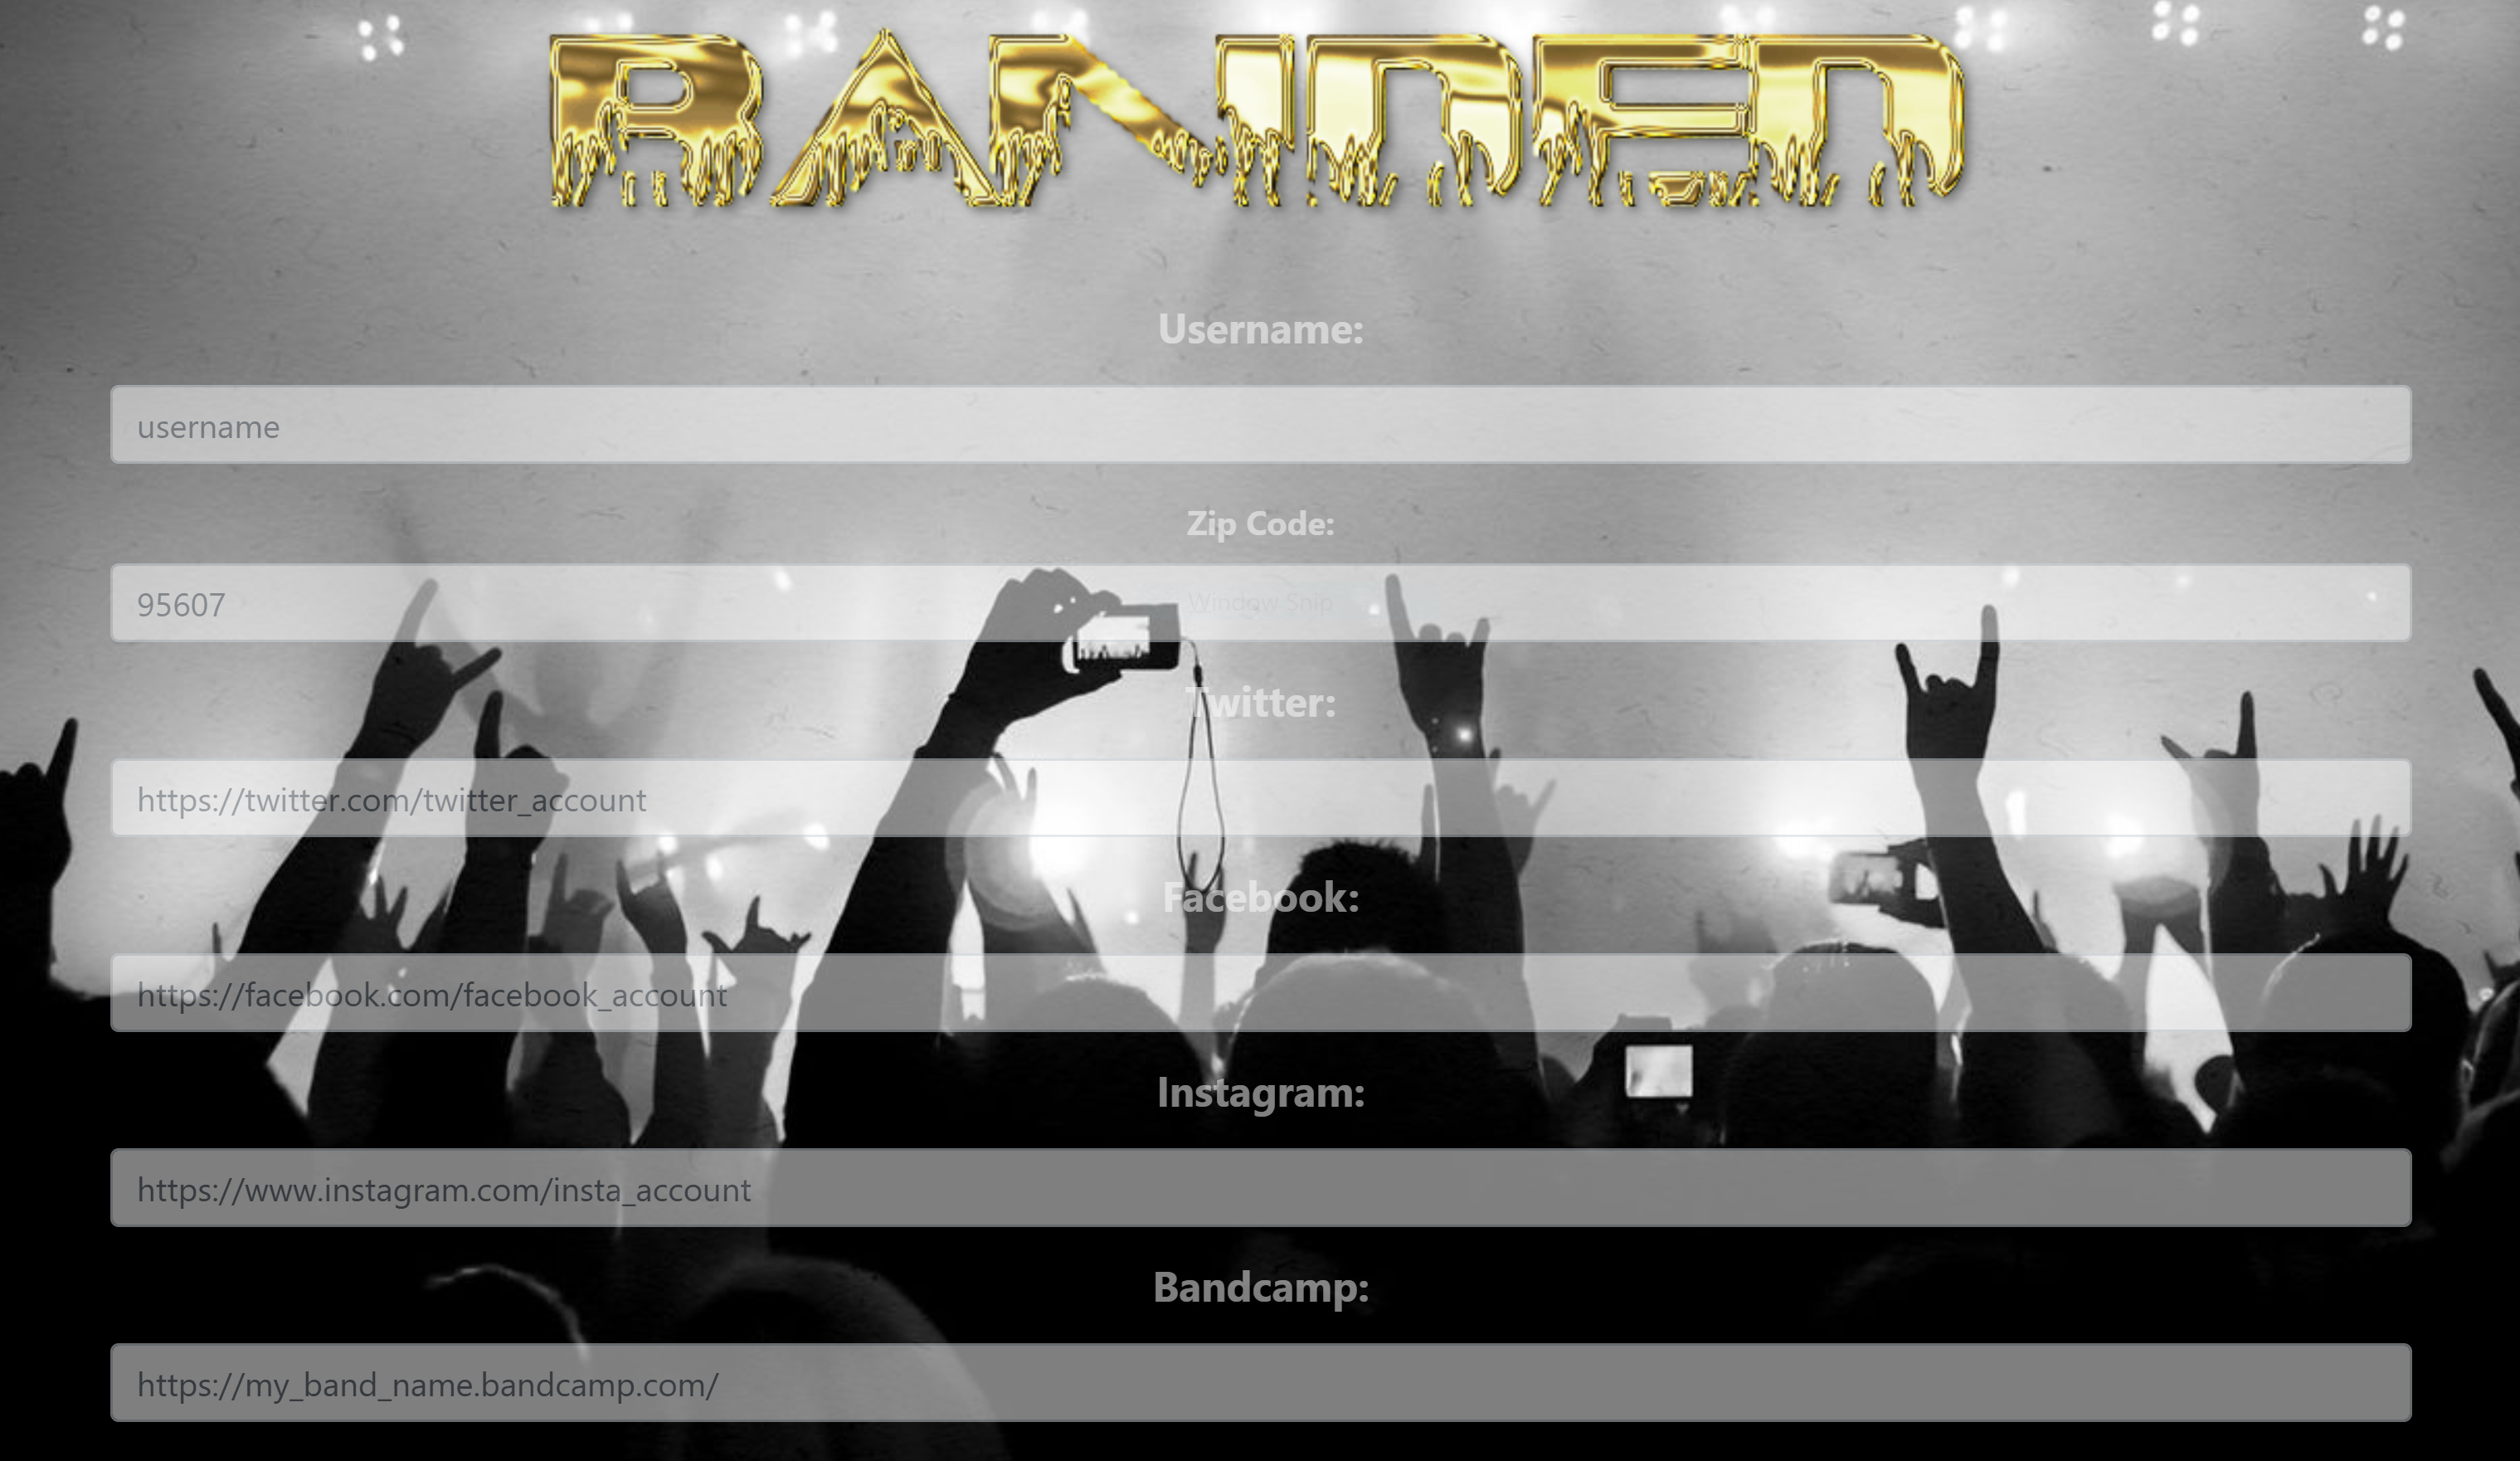 Username:
username
Zip Code:
95607
Window Snip
Twitter:
https://twitter.com/twitter_account
Facebook:
https://facebook.com/facebook_account
Instagram:
https://www.instagram.com/insta_account
Bandcamp:
https://my_band_name.bandcamp.com/